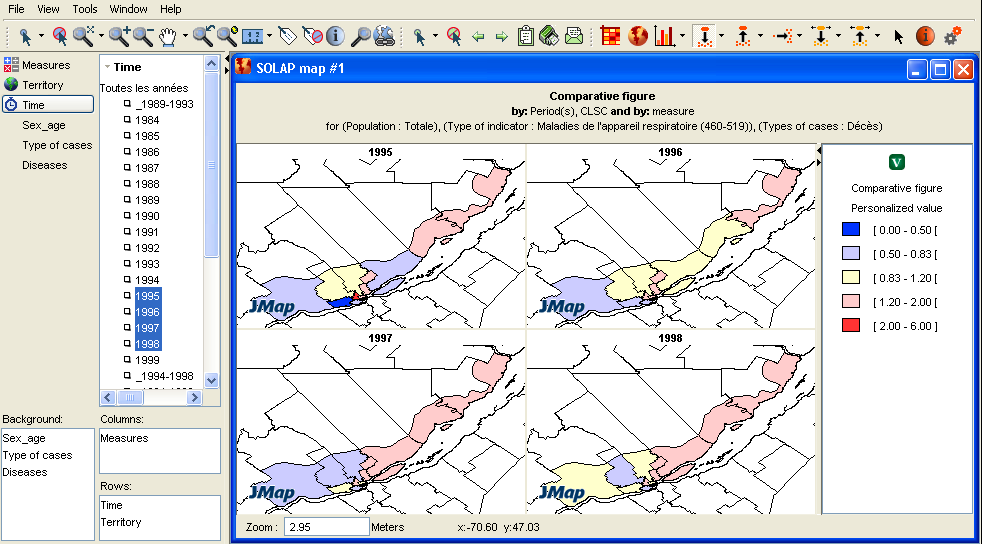 File View Tools Window Help
Measures
Territory
Time
Sex_age
Type of cases
Diseases
Time
Toutes les années
_1989-1993
1984
1985
1986
1987
1988
1989
1990
1991
1992
1993
1994
1995
1996
1997
1998
1999
_1994-1998
Background:
Sex_age
Type of cases
Diseases
Columns:
Measures
Rows:
Time
Territory
SOLAP map #1
Comparative figure
by: Period(s), CLSC and by: measure
for (Population : Totale), (Type of indicator : Maladies de l'appareil respiratoire (460-519)), (Types of cases : Décès)
1995
JMap
1996
JMap
1997
JMap
1998
JMap
V
Comparative figure
Personalized value
[ 0.00 - 0.50 [
[ 0.50 - 0.83 [
[ 0.83 - 1.20 [
[ 1.20 - 2.00 [
[ 2.00 - 6.00 ]
Zoom : 2.95 Meters x:-70.60 y:47.03